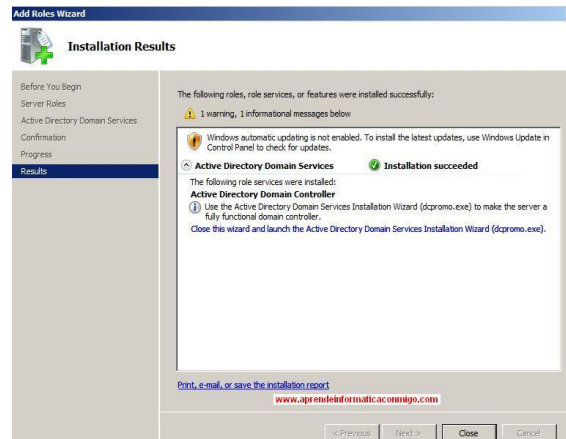 Add Roles Wizard
Installation Results
Before You Begin
Server Roles
Active Directory Domain Services
Confirmation
Progress
Results
The following roles, role services, or features were installed successfully:
1 warning, 1 informational messages below
Windows automatic updating is not enabled. To install the latest updates, use Windows Update in
Control Panel to check for updates.
Active Directory Domain Services Installation succeeded
The following role services were installed:
Active Directory Domain Controller
Use the Active Directory Domain Services Installation Wizard (dcpromo.exe) to make the server a
fully functional domain controller.
Close this wizard and launch the Active Directory Domain Services Installation Wizard (dcpromo.exe).
Print, e-mail, or save the installation report
www.aprendeinformaticaconmigo.com
< Previous Next > Close Cancel